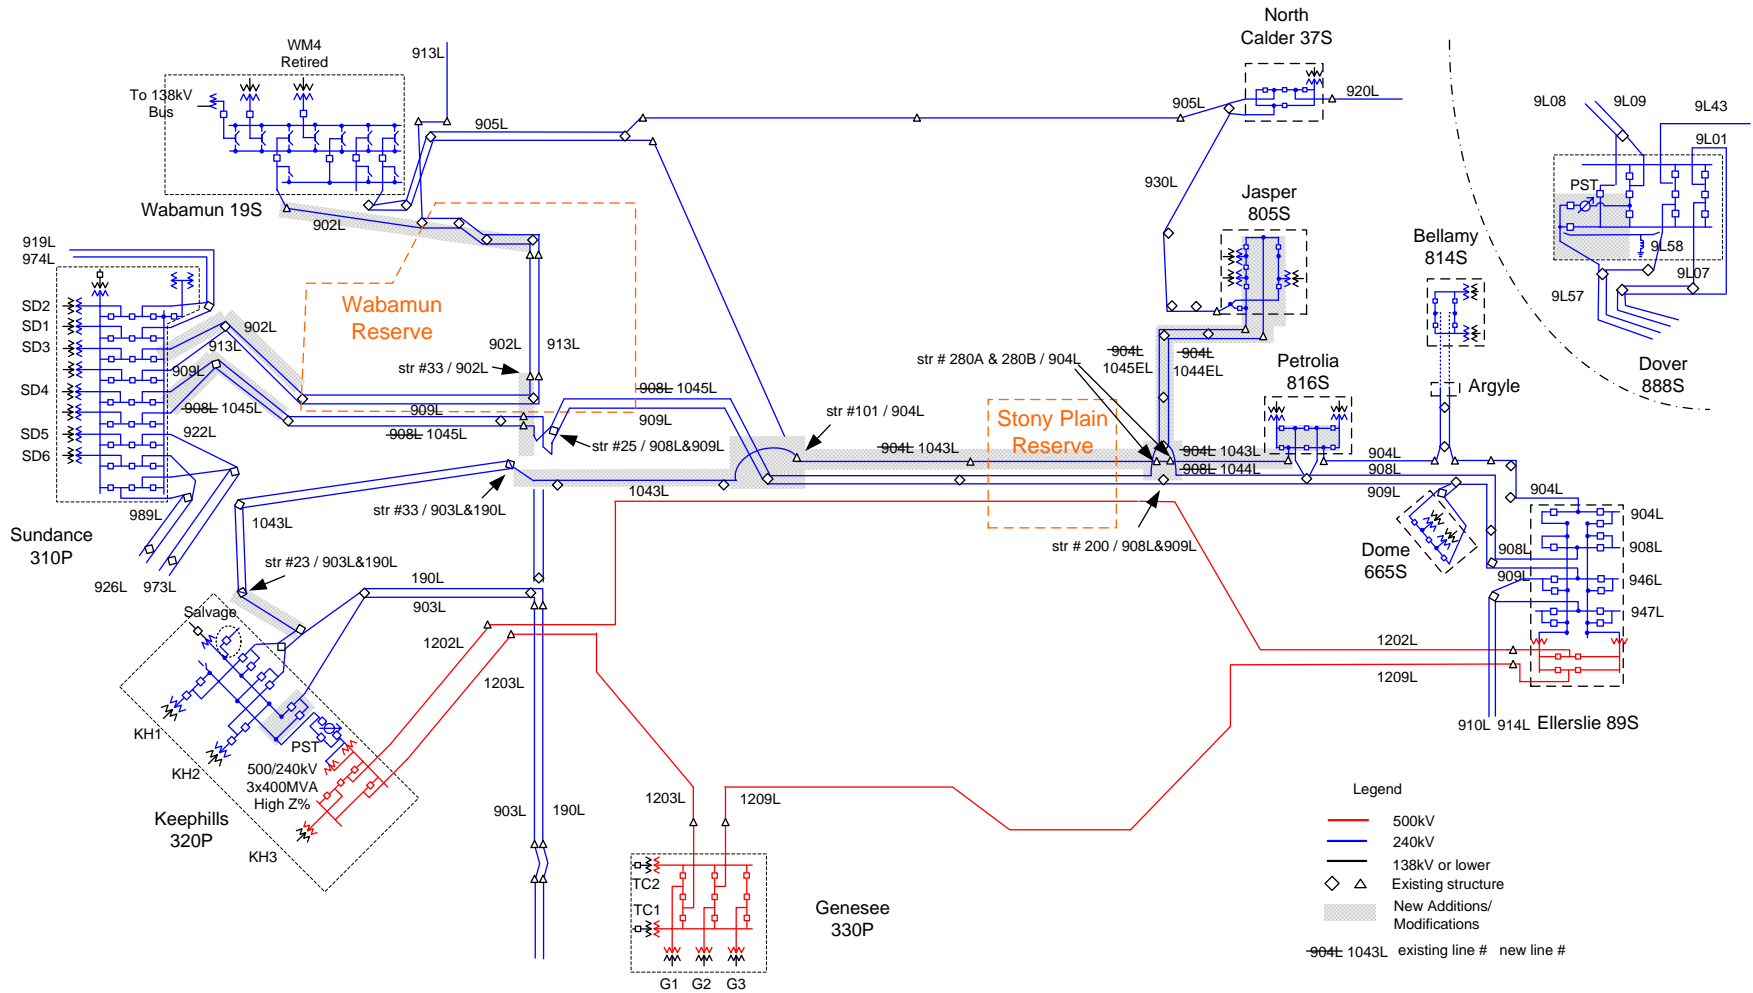 North
Calder 37S
WM4
Retired
913L
To 138kV
Bus
905L
905L
920L
9L08
9L09
9L43
9L01
PST
9L58
9L07
9L57
Dover
888S
930L
Jasper
805S
Bellamy
814S
Wabamun 19S
902L
919L
974L
Wabamun
Reserve
SD2
SD1
SD3
SD4
SD5
SD6
902L
913L
909L
908L 1045L
922L
902L
913L
str #33 / 902L
909L
908L 1045L
908L 1045L
909L
str #25 / 908L&909L
str #101 / 904L
str # 280A & 280B / 904L
904L
1045EL
904L
1044EL
Petrolia
816S
Argyle
Stony Plain
Reserve
904L 1043L
904L 1043L
908L 1044L
904L
908L
909L
904L
1043L
str #33 / 903L&190L
1043L
str # 200 / 908L&909L
Dome
665S
908L
909L
904L
908L
946L
947L
989L
Sundance
310P
926L
973L
str #23 / 903L&190L
190L
903L
Salvage
1202L
1203L
1202L
1209L
910L
914L
Ellerslie 89S
KH1
KH2
KH3
PST
500/240kV
3x400MVA
High Z%
Keephills
320P
903L
190L
1203L
1209L
TC2
TC1
G1
G2
G3
Genesee
330P
Legend
500kV
240kV
138kV or lower
Existing structure
New Additions/
Modifications
904L 1043L existing line # new line #